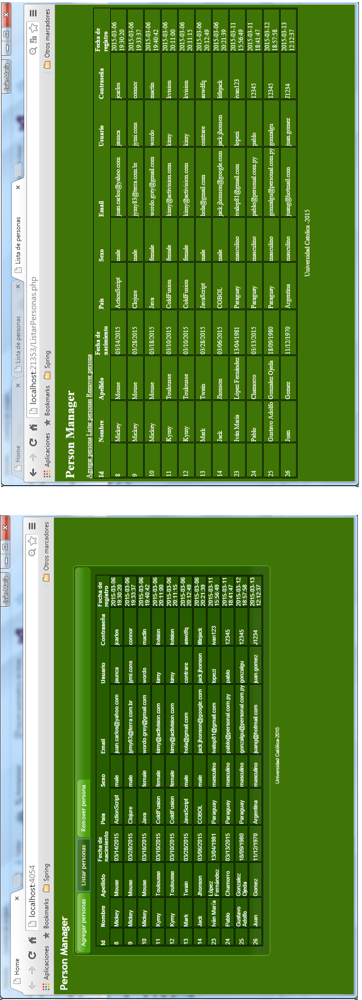 Iván María
Home
Lista de personas
Lista de personas
localhost:21353/ListarPersonas.php
Aplicaciones Bookmarks Spring Otros marcadores
Person Manager
Agregar persona Listar personas Remover persona
Id Nombre Apellido Fecha de nacimiento Pais Sexo Email Usuario Contraseña Fecha de registro
8 Mickey Mouse 03/14/2015 ActionScript male juan.carlos@yahoo.com jaunca jcarlos 2015-03-06 19:30:20
9 Mickey Mouse 03/28/2015 Clojure male jymy83@terra.com.br jymi.cons connor 2015-03-06 19:33:37
10 Mickey Mouse 03/18/2015 Java female wordo.grey@gmail.com wordo mactin 2015-03-06 19:40:42
11 Kymy Toulousse 03/10/2015 ColdFusion female kimy@activision.com kimy kvision 2015-03-06 20:11:00
12 Kymy Toulousse 03/10/2015 ColdFusion female kimy@activision.com kimy kvision 2015-03-06 20:11:15
13 Mark Twain 03/28/2015 JavaScript male hola@gmail.com contrare aswdfq 2015-03-06 20:12:49
14 Jack Jhonson 03/06/2015 COBOL male jack.jhonson@google.com jack.jhonson litlejack 2015-03-06 20:21:39
23 Iván María López Fernández 13/04/1981 Paraguay masculino ivalop81@gmail.com lopezi ivan123 2015-03-11 15:56:49
24 Pablo Chamorro 03/13/2015 Paraguay masculino pablo@personal.com.py pablo 12345 2015-03-11 18:41:47
25 Gustavo Adolfo Gonzalez Ojeda 18/09/1980 Paraguay masculino gonzalgu@personal.com.py gonzalgu 12345 2015-03-12 18:57:58
26 Juan Gomez 11/12/1970 Argentina masculino juang@hotmail.com juan.gomez J1234 2015-03-13 12:12:37
Universidad Catolica -2015
Iván María
Home
localhost:4054
Aplicaciones Bookmarks Spring Otros marcadores
Person Manager
Agregar personas Listar personas Remover persona
Id Nombre Apellido Fecha de nacimiento Pais Sexo Email Usuario Contraseña Fecha de registro
8 Mickey Mouse 03/14/2015 ActionScript male juan.carlos@yahoo.com jaunca jcarlos 2015-03-06 19:30:20
9 Mickey Mouse 03/28/2015 Clojure male jymy83@terra.com.br jymi.cons connor 2015-03-06 19:33:37
10 Mickey Mouse 03/18/2015 Java female wordo.grey@gmail.com wordo mactin 2015-03-06 19:40:42
11 Kymy Toulousse 03/10/2015 ColdFusion female kimy@activision.com kimy kvision 2015-03-06 20:11:00
12 Kymy Toulousse 03/10/2015 ColdFusion female kimy@activision.com kimy kvision 2015-03-06 20:11:15
13 Mark Twain 03/28/2015 JavaScript male hola@gmail.com contrare aswdfq 2015-03-06 20:12:49
14 Jack Jhonson 03/06/2015 COBOL male jack.jhonson@google.com jack.jhonson litlejack 2015-03-06 20:21:39
23 Iván María López Fernández 13/04/1981 Paraguay masculino ivalop81@gmail.com lopezi ivan123 2015-03-11 15:56:49
24 Pablo Chamorro 03/13/2015 Paraguay masculino pablo@personal.com.py pablo 12345 2015-03-11 18:41:47
25 Gustavo Adolfo Gonzalez Ojeda 18/09/1980 Paraguay masculino gonzalgu@personal.com.py gonzalgu 12345 2015-03-12 18:57:58
26 Juan Gomez 11/12/1970 Argentina masculino juang@hotmail.com juan.gomez J1234 2015-03-13 12:12:37
Universidad Católica-2015